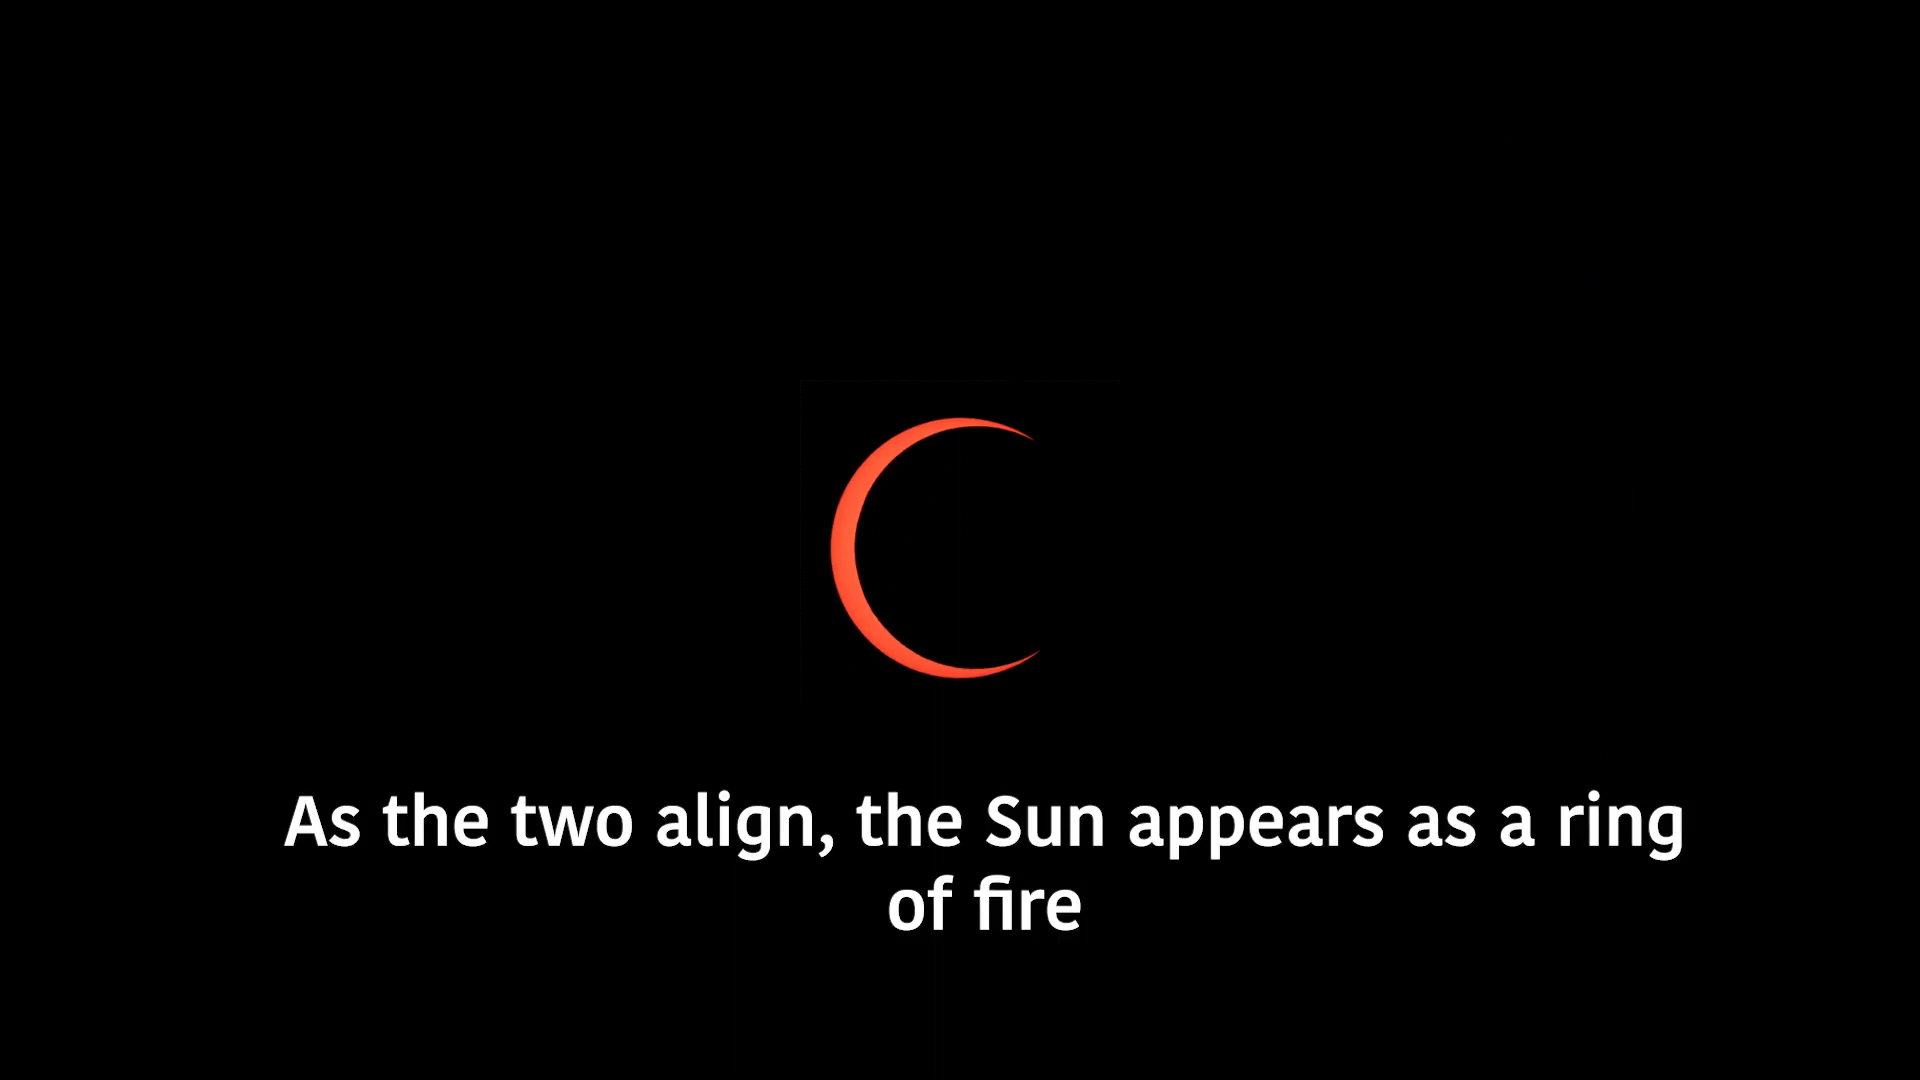 As the two align, the Sun appears as a ring
of fire